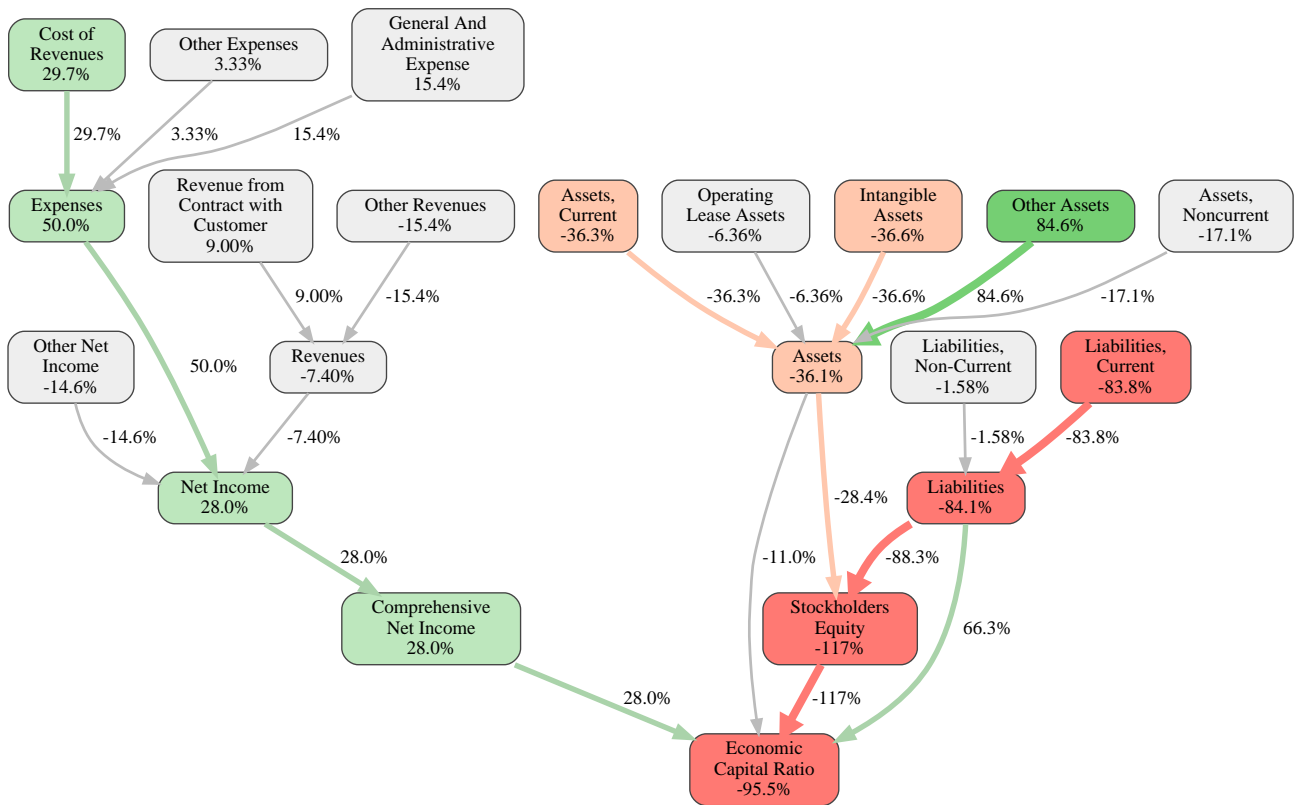 Cost of
Revenues
29.7%
Other Expenses
3.33%
General And
Administrative
Expense
15.4%
29.7%
3.33%
15.4%
Expenses
50.0%
Revenue from
Contract with
Customer
9.00%
Other Revenues
-15.4%
Assets,
Current
-36.3%
Operating
Lease Assets
-6.36%
Intangible
Assets
-36.6%
Other Assets
84.6%
Assets,
Noncurrent
-17.1%
9.00%
-15.4%
-36.3%
-6.36%
-36.6%
84.6%
-17.1%
Other Net
Income
-14.6%
50.0%
Revenues
-7.40%
Assets
-36.1%
Liabilities,
Non-Current
-1.58%
Liabilities,
Current
-83.8%
-14.6%
-7.40%
-1.58%
-83.8%
Net Income
28.0%
-28.4%
Liabilities
-84.1%
28.0%
-11.0%
-88.3%
Comprehensive
Net Income
28.0%
Stockholders
Equity
-117%
66.3%
28.0%
-117%
Economic
Capital Ratio
-95.5%